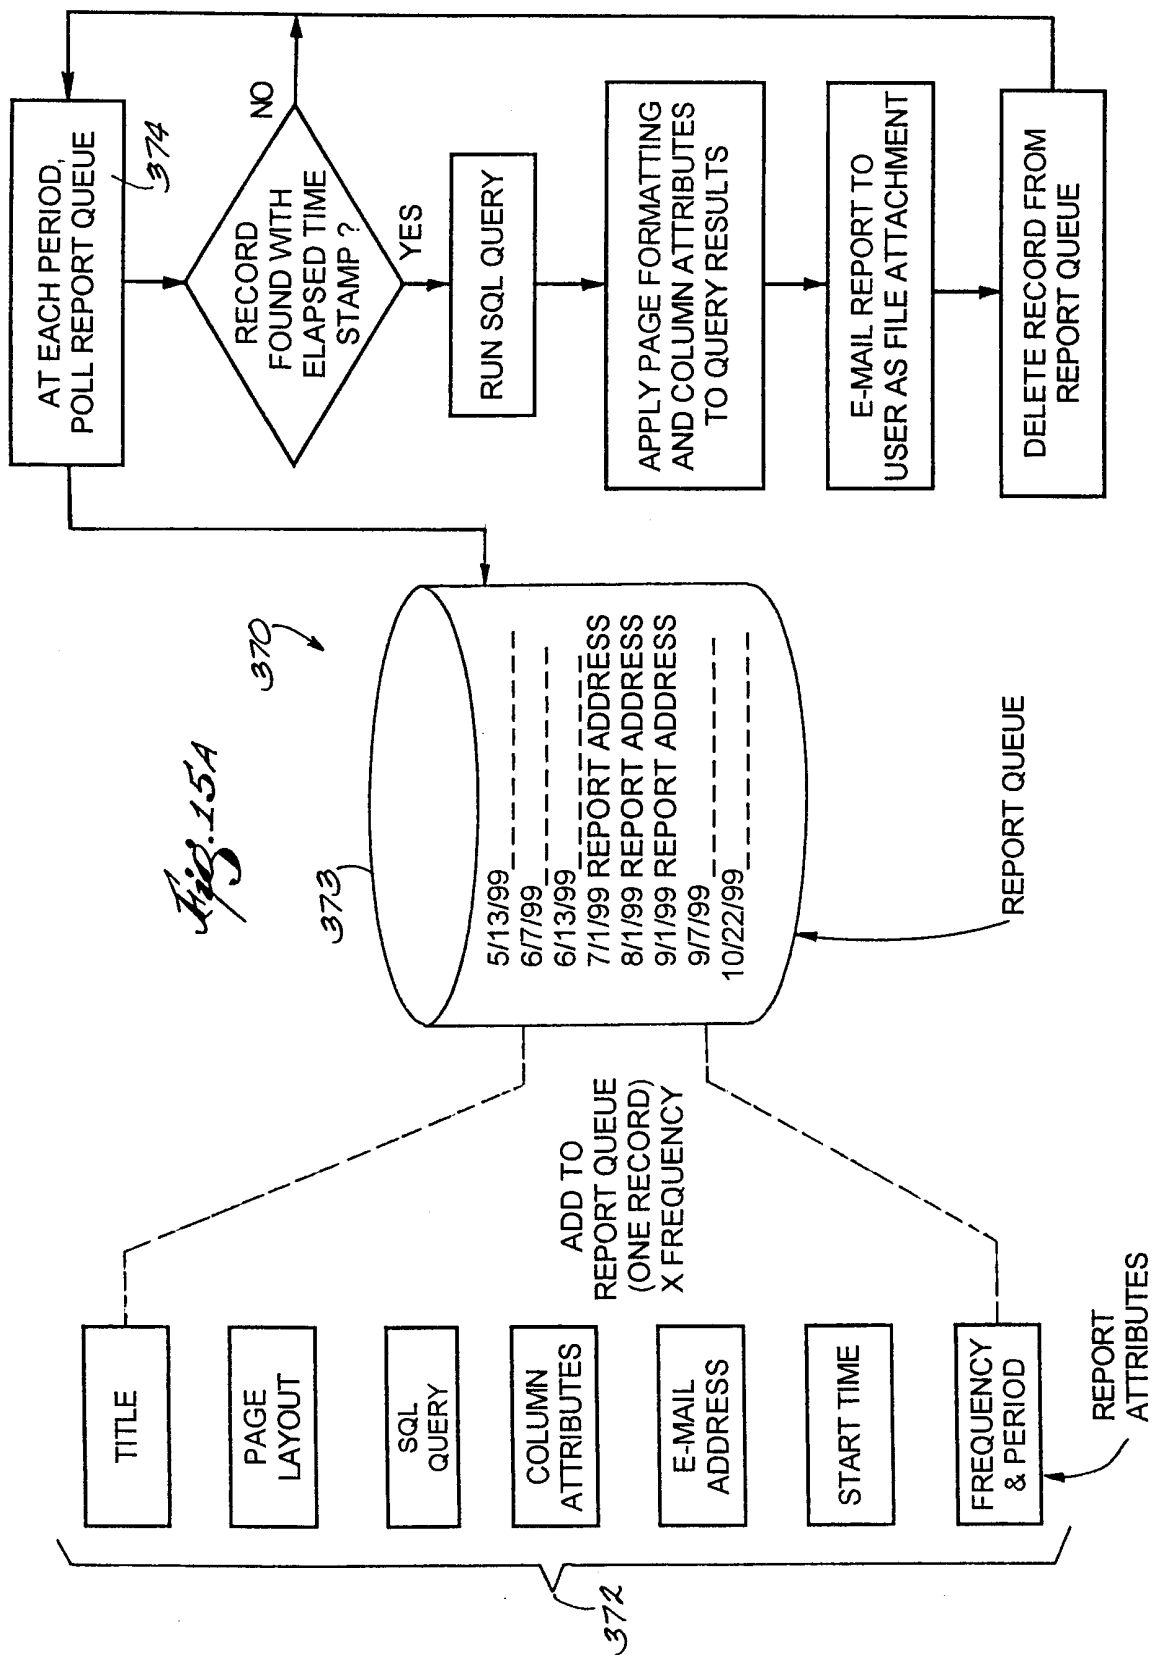 Fig. 15A
370
372
TITLE
PAGE
LAYOUT
SQL
QUERY
COLUMN
ATTRIBUTES
E-MAIL
ADDRESS
START TIME
FREQUENCY
& PERIOD
REPORT
ATTRIBUTES
ADD TO
REPORT QUEUE
(ONE RECORD)
X FREQUENCY
373
5/13/99
6/7/99
6/13/99
7/1/99 REPORT ADDRESS
8/1/99 REPORT ADDRESS
9/1/99 REPORT ADDRESS
9/7/99
10/22/99
REPORT QUEUE
AT EACH PERIOD,
POLL REPORT QUEUE
374
RECORD
FOUND WITH
ELAPSED TIME
STAMP ?
NO
YES
RUN SQL QUERY
APPLY PAGE FORMATTING
AND COLUMN ATTRIBUTES
TO QUERY RESULTS
E-MAIL REPORT TO
USER AS FILE ATTACHMENT
DELETE RECORD FROM
REPORT QUEUE